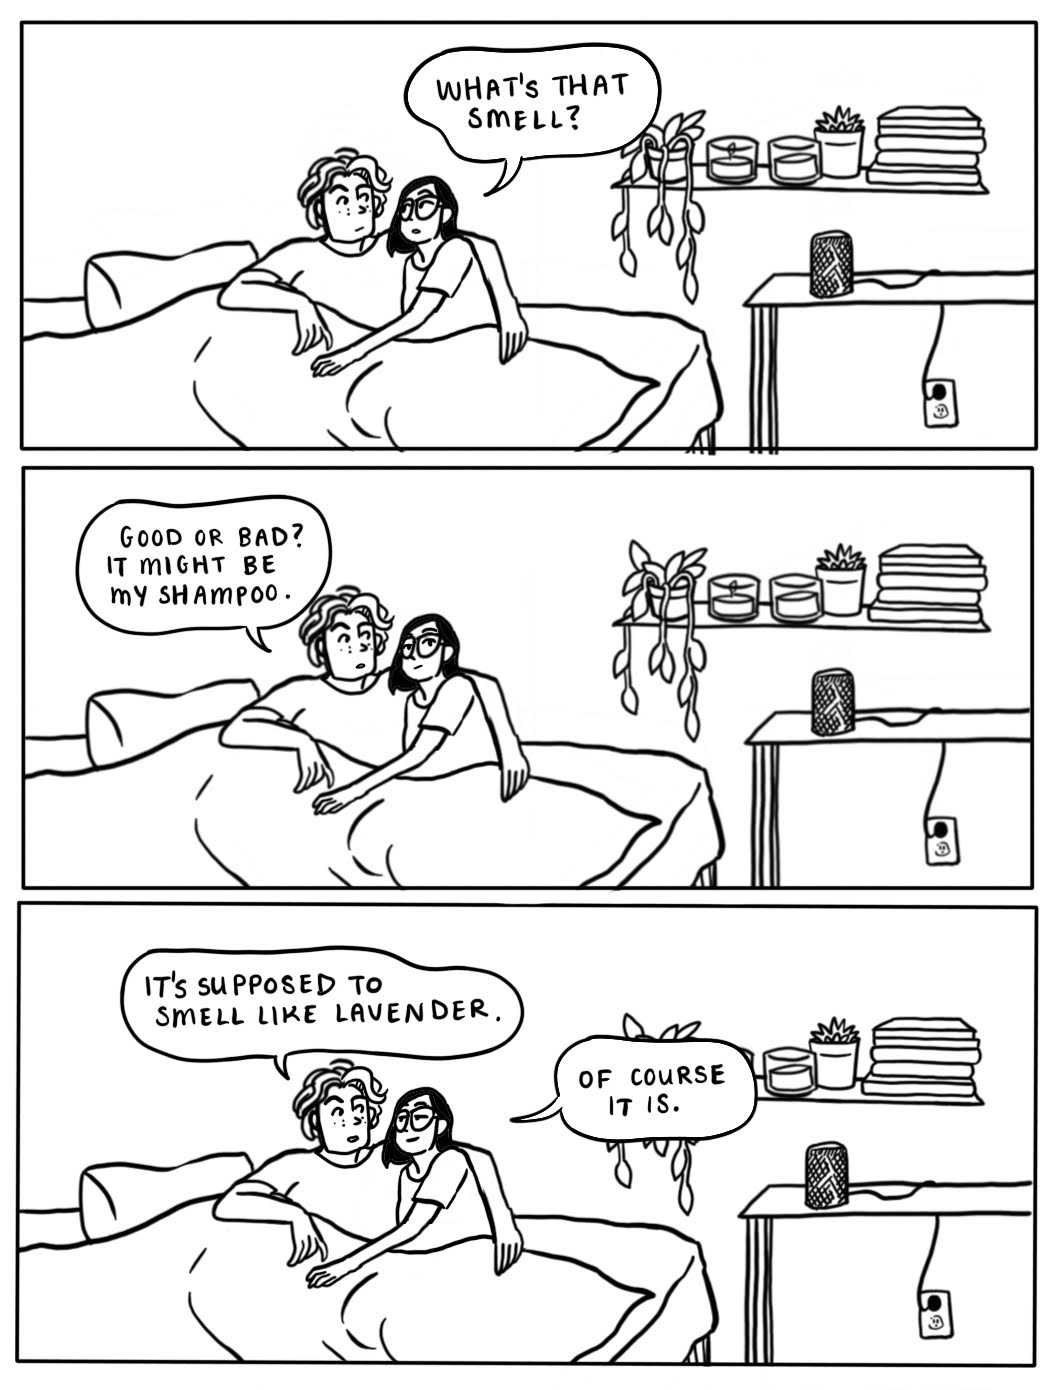 WHAT'S THAT
SMELL?
GOOD OR BAD?
IT MIGHT BE
MY SHAMPOO.
IT'S SUPPOSED TO
SMELL LIKE LAVENDER.
OF COURSE
IT IS.